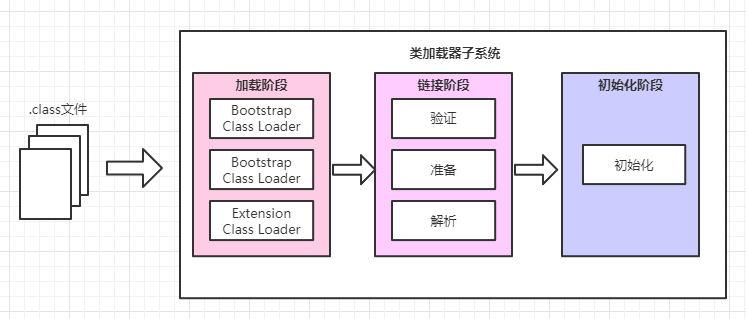 类加载器子系统
.class文件
加载阶段
Bootstrap
Class Loader
Bootstrap
Class Loader
Extension
Class Loader
链接阶段
验证
准备
解析
初始化阶段
初始化